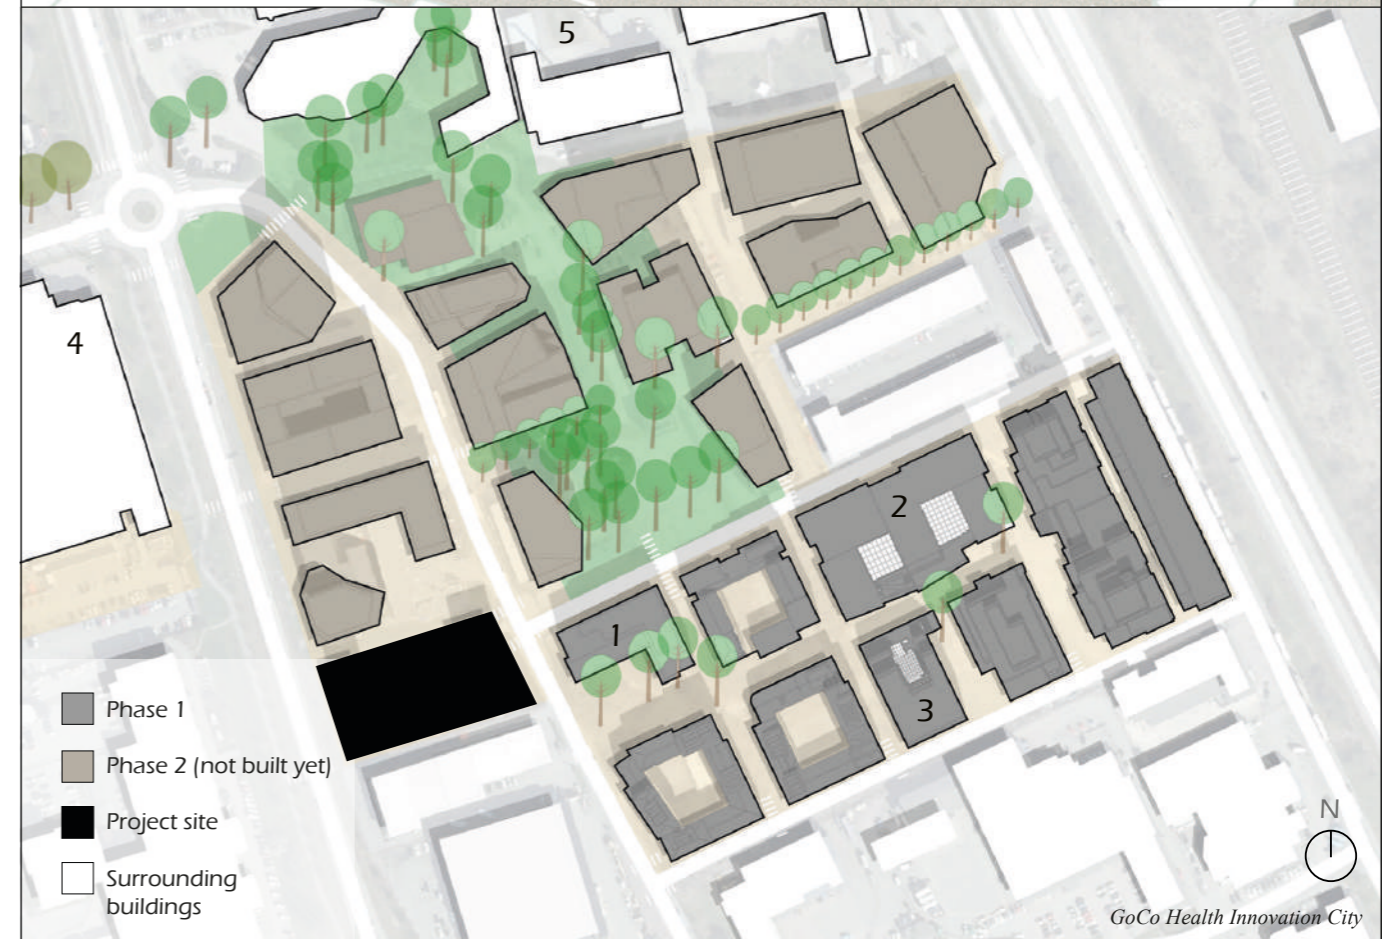 5
4
2
1
3
Phase 1
Phase 2 (not built yet)
Project site
Surrounding
buildings
N
GoCo Health Innovation City